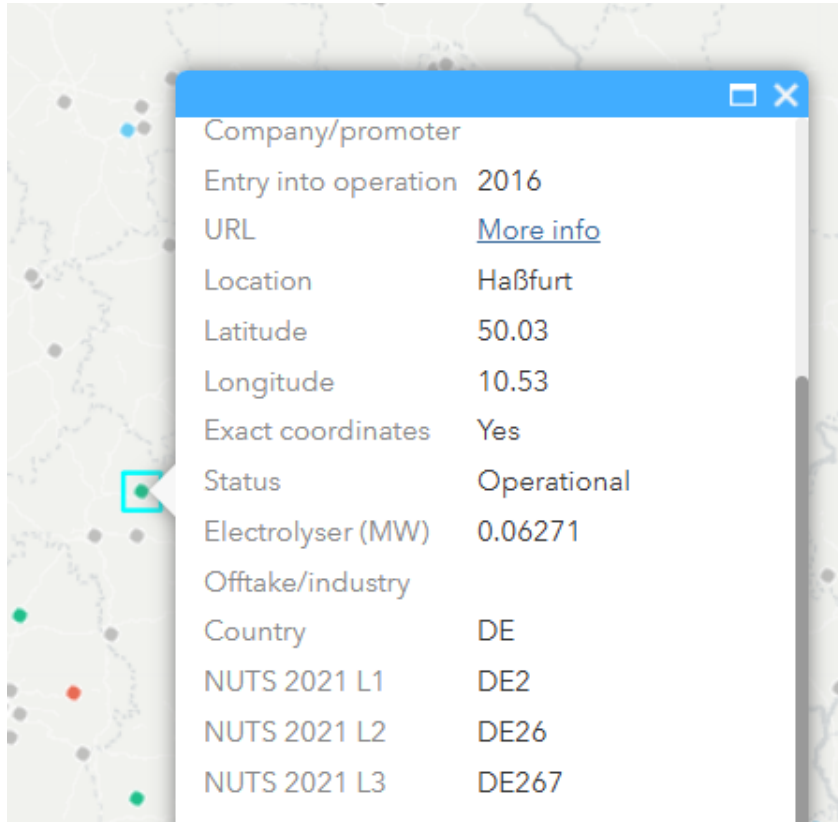 Company/promoter
Entry into operation 2016
URL More info
Location Haßfurt
Latitude 50.03
Longitude 10.53
Exact coordinates Yes
Status Operational
Electrolyser (MW) 0.06271
Offtake/industry
Country DE
NUTS 2021 L1 DE2
NUTS 2021 L2 DE26
NUTS 2021 L3 DE267